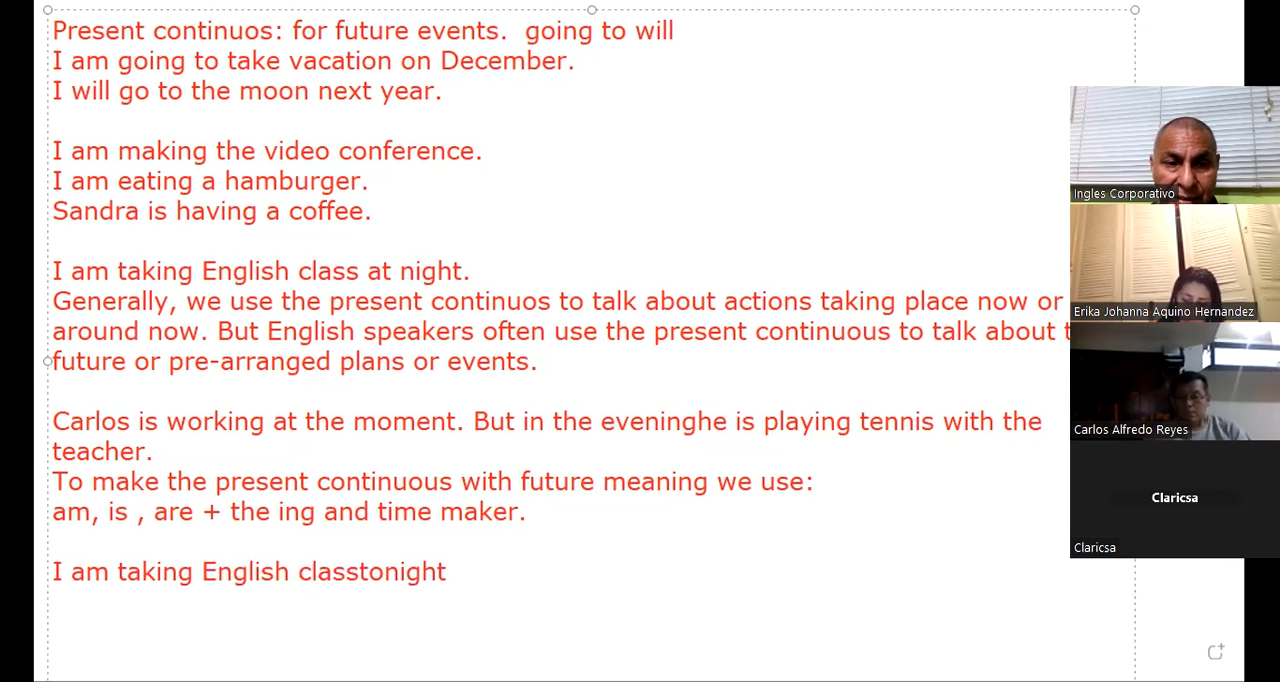 Present continuos: for future events.  going to will
I am going to take vacation on December.
I will go to the moon next year.
I am making the video conference.
I am eating a hamburger.
Sandra is having a coffee.
I am taking English class at night.
Generally, we use the present continuos to talk about actions taking place now or
around now. But English speakers often use the present continuous to talk about
future or pre-arranged plans or events.
Carlos is working at the moment. But in the eveninghe is playing tennis with the
teacher.
To make the present continuous with future meaning we use:
am, is , are + the ing and time maker.
I am taking English classtonight
Ingles Corporativo
Erika Johanna Aquino Hernandez
Carlos Alfredo Reyes
Claricsa
Claricsa